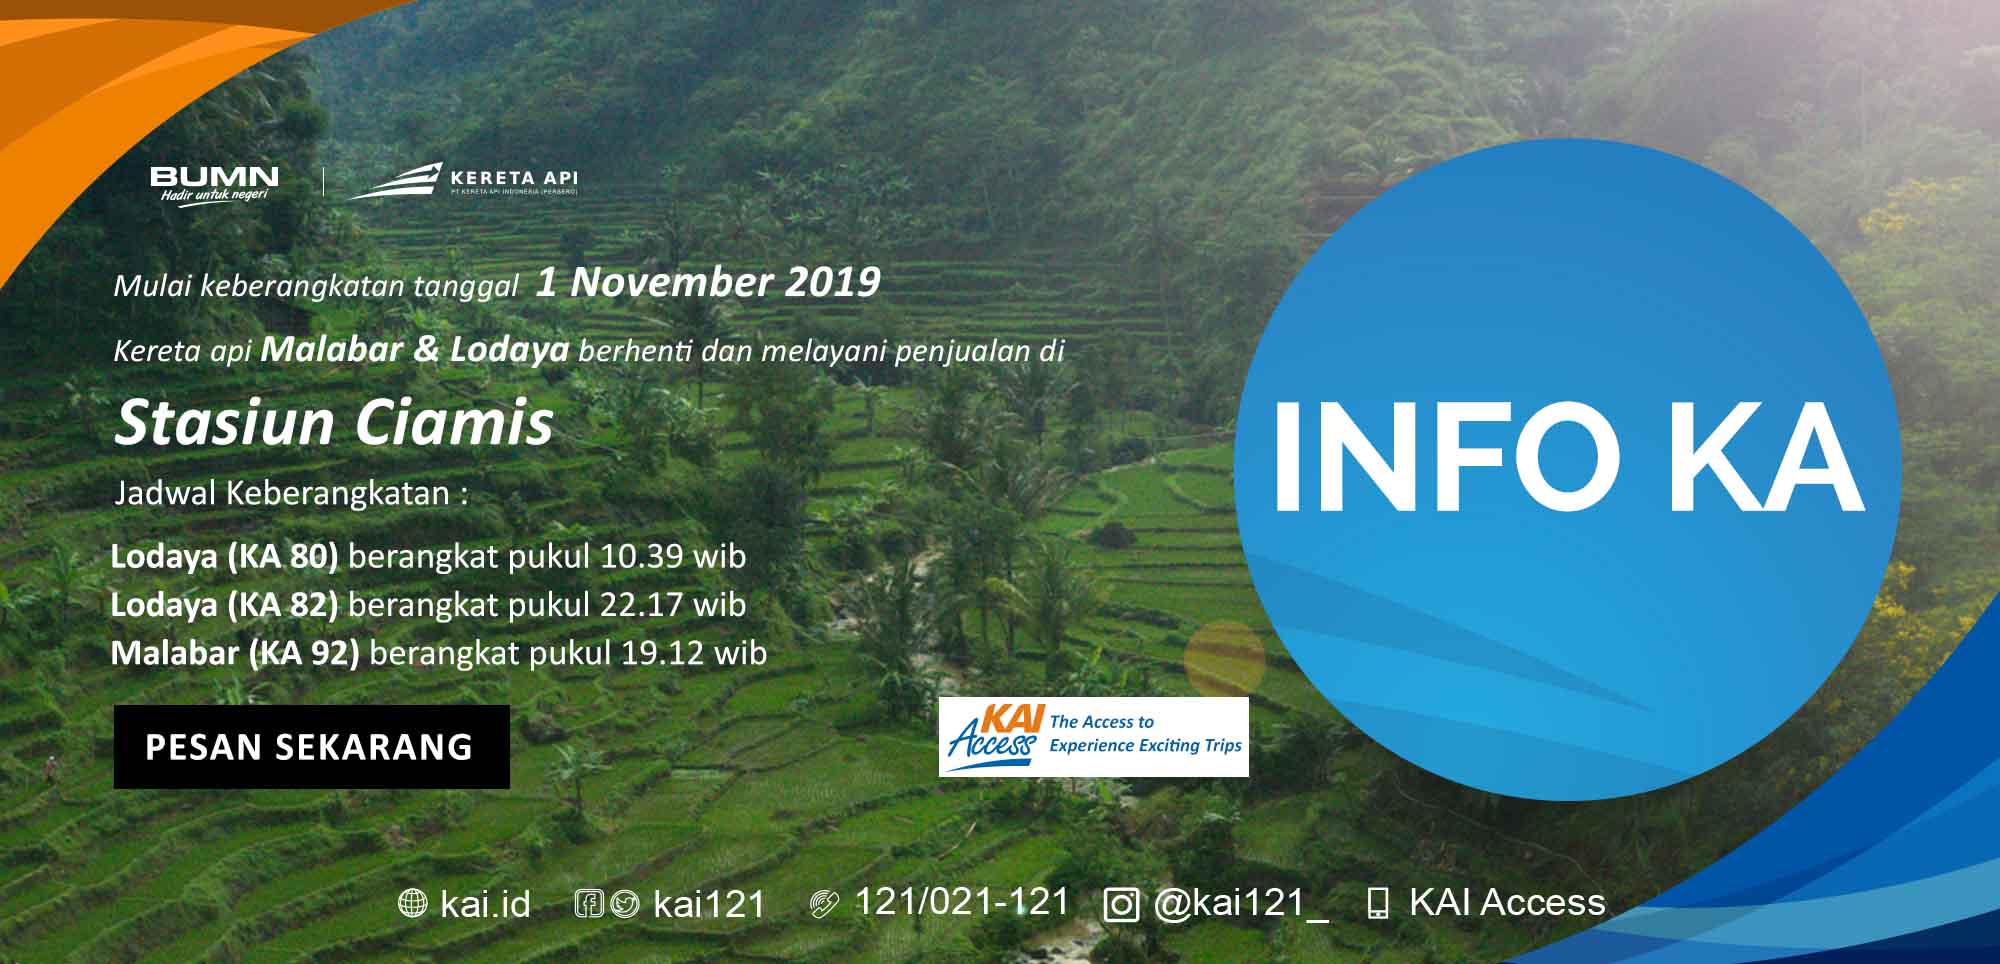 BUMN
Hadir untuk negeri
KERETA API
PT KERETA API INDONESIA (PERSERO)
Mulai keberangkatan tanggal 1 November 2019
Kereta api Malabar & Lodaya berhenti dan melayani penjualan di
Stasiun Ciamis
Jadwal Keberangkatan :
Lodaya (KA 80) berangkat pukul 10.39 wib
Lodaya (KA 82) berangkat pukul 22.17 wib
Malabar (KA 92) berangkat pukul 19.12 wib
PESAN SEKARANG
INFO KA
KAI Access
The Access to
Experience Exciting Trips
kai.id kai121 121/021-121 @kai121_ KAI Access